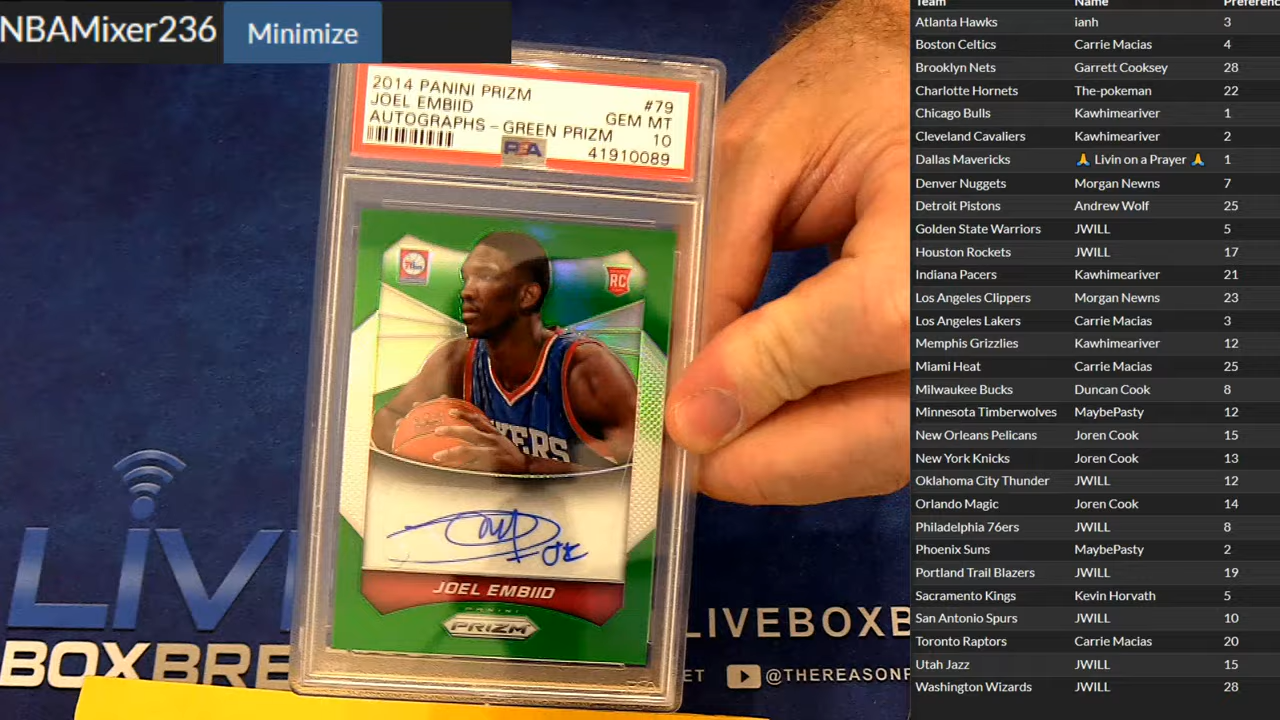 NBAMixer236 Minimize
2014 PANINI PRIZM #79
JOEL EMBIID GEM MT
AUTOGRAPHS - GREEN PRIZM 10
PSA 41910089
RC
JOEL EMBIID
PANINI
PRIZM
LIVE
BOXBRE
LIVEBOXB
ET @THEREASON
Team Name Preferenc
Atlanta Hawks ianh 3
Boston Celtics Carrie Macias 4
Brooklyn Nets Garrett Cooksey 28
Charlotte Hornets The-pokeman 22
Chicago Bulls Kawhimeariver 1
Cleveland Cavaliers Kawhimeariver 2
Dallas Mavericks 🙏 Livin on a Prayer 🙏 1
Denver Nuggets Morgan Newns 7
Detroit Pistons Andrew Wolf 25
Golden State Warriors JWILL 5
Houston Rockets JWILL 17
Indiana Pacers Kawhimeariver 21
Los Angeles Clippers Morgan Newns 23
Los Angeles Lakers Carrie Macias 3
Memphis Grizzlies Kawhimeariver 12
Miami Heat Carrie Macias 25
Milwaukee Bucks Duncan Cook 8
Minnesota Timberwolves MaybePasty 12
New Orleans Pelicans Joren Cook 15
New York Knicks Joren Cook 13
Oklahoma City Thunder JWILL 12
Orlando Magic Joren Cook 14
Philadelphia 76ers JWILL 8
Phoenix Suns MaybePasty 2
Portland Trail Blazers JWILL 19
Sacramento Kings Kevin Horvath 5
San Antonio Spurs JWILL 10
Toronto Raptors Carrie Macias 20
Utah Jazz JWILL 15
Washington Wizards JWILL 28